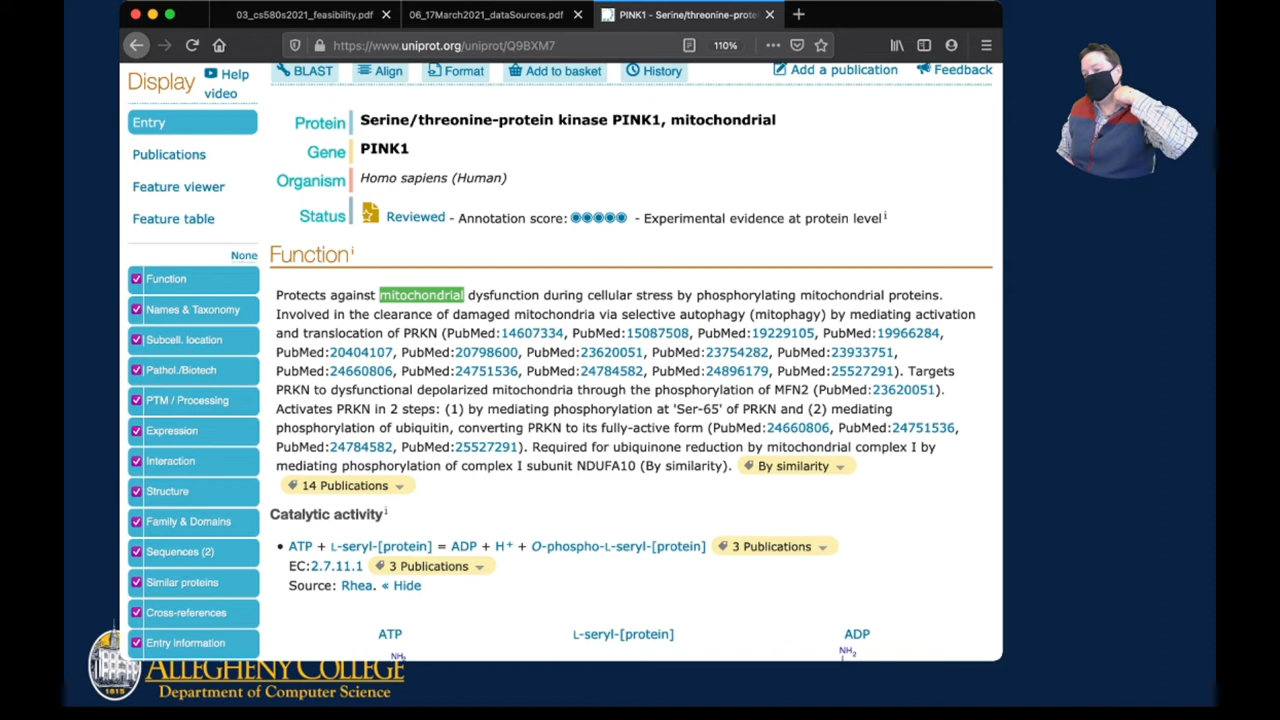 03_cs580s2021_feasibility.pdf
06_17March2021_dataSources.pdf
PINK1 - Serine/threonine-prote
https://www.uniprot.org/uniprot/Q9BXM7
110%
Display
Help video
BLAST
Align
Format
Add to basket
History
Add a publication
Feedback
Entry
Publications
Feature viewer
Feature table
None
Function
Names & Taxonomy
Subcell. location
Pathol./Biotech
PTM / Processing
Expression
Interaction
Structure
Family & Domains
Sequences (2)
Similar proteins
Cross-references
Entry information
Protein Serine/threonine-protein kinase PINK1, mitochondrial
Gene PINK1
Organism Homo sapiens (Human)
Status Reviewed - Annotation score: - Experimental evidence at protein level i
Function i
Protects against mitochondrial dysfunction during cellular stress by phosphorylating mitochondrial proteins.
Involved in the clearance of damaged mitochondria via selective autophagy (mitophagy) by mediating activation
and translocation of PRKN (PubMed:14607334, PubMed:15087508, PubMed:19229105, PubMed:19966284,
PubMed:20404107, PubMed:20798600, PubMed:23620051, PubMed:23754282, PubMed:23933751,
PubMed:24660806, PubMed:24751536, PubMed:24784582, PubMed:24896179, PubMed:25527291). Targets
PRKN to dysfunctional depolarized mitochondria through the phosphorylation of MFN2 (PubMed:23620051).
Activates PRKN in 2 steps: (1) by mediating phosphorylation at 'Ser-65' of PRKN and (2) mediating
phosphorylation of ubiquitin, converting PRKN to its fully-active form (PubMed:24660806, PubMed:24751536,
PubMed:24784582, PubMed:25527291). Required for ubiquinone reduction by mitochondrial complex I by
mediating phosphorylation of complex I subunit NDUFA10 (By similarity). By similarity
14 Publications
Catalytic activity i
• ATP + L-seryl-[protein] = ADP + H+ + O-phospho-L-seryl-[protein] 3 Publications
EC:2.7.11.1 3 Publications
Source: Rhea. « Hide
ATP L-seryl-[protein] ADP
NH2 NH2
1815
ALLEGHENY COLLEGE
Department of Computer Science